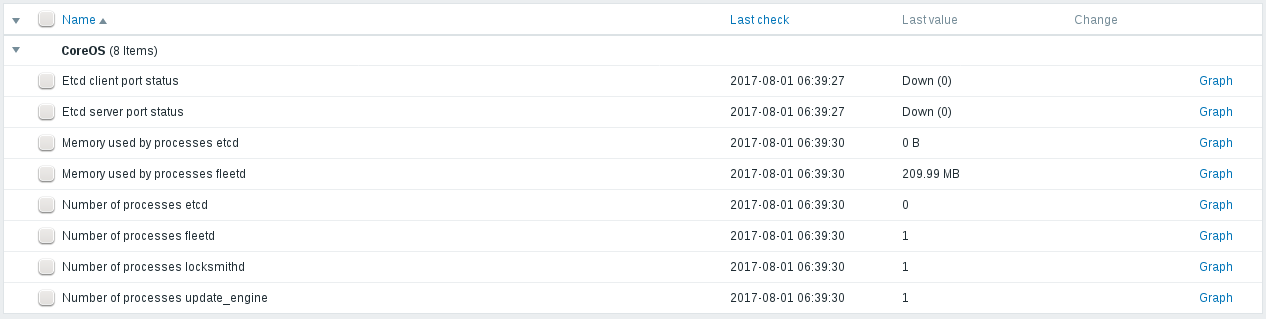 Name Last check Last value Change
CoreOS (8 Items)
Etcd client port status 2017-08-01 06:39:27 Down (0) Graph
Etcd server port status 2017-08-01 06:39:27 Down (0) Graph
Memory used by processes etcd 2017-08-01 06:39:30 0 B Graph
Memory used by processes fleetd 2017-08-01 06:39:30 209.99 MB Graph
Number of processes etcd 2017-08-01 06:39:30 0 Graph
Number of processes fleetd 2017-08-01 06:39:30 1 Graph
Number of processes locksmithd 2017-08-01 06:39:30 1 Graph
Number of processes update_engine 2017-08-01 06:39:30 1 Graph